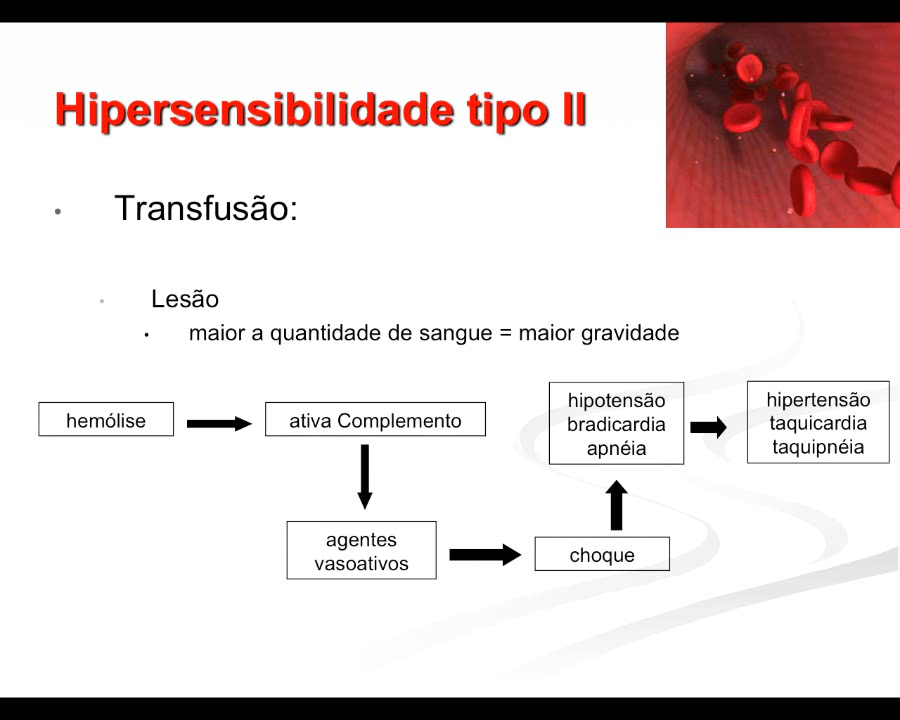 Hipersensibilidade tipo II
• Transfusão:
• Lesão
• maior a quantidade de sangue = maior gravidade
hemólise
ativa Complemento
agentes
vasoativos
choque
hipotensão
bradicardia
apnéia
hipertensão
taquicardia
taquipnéia